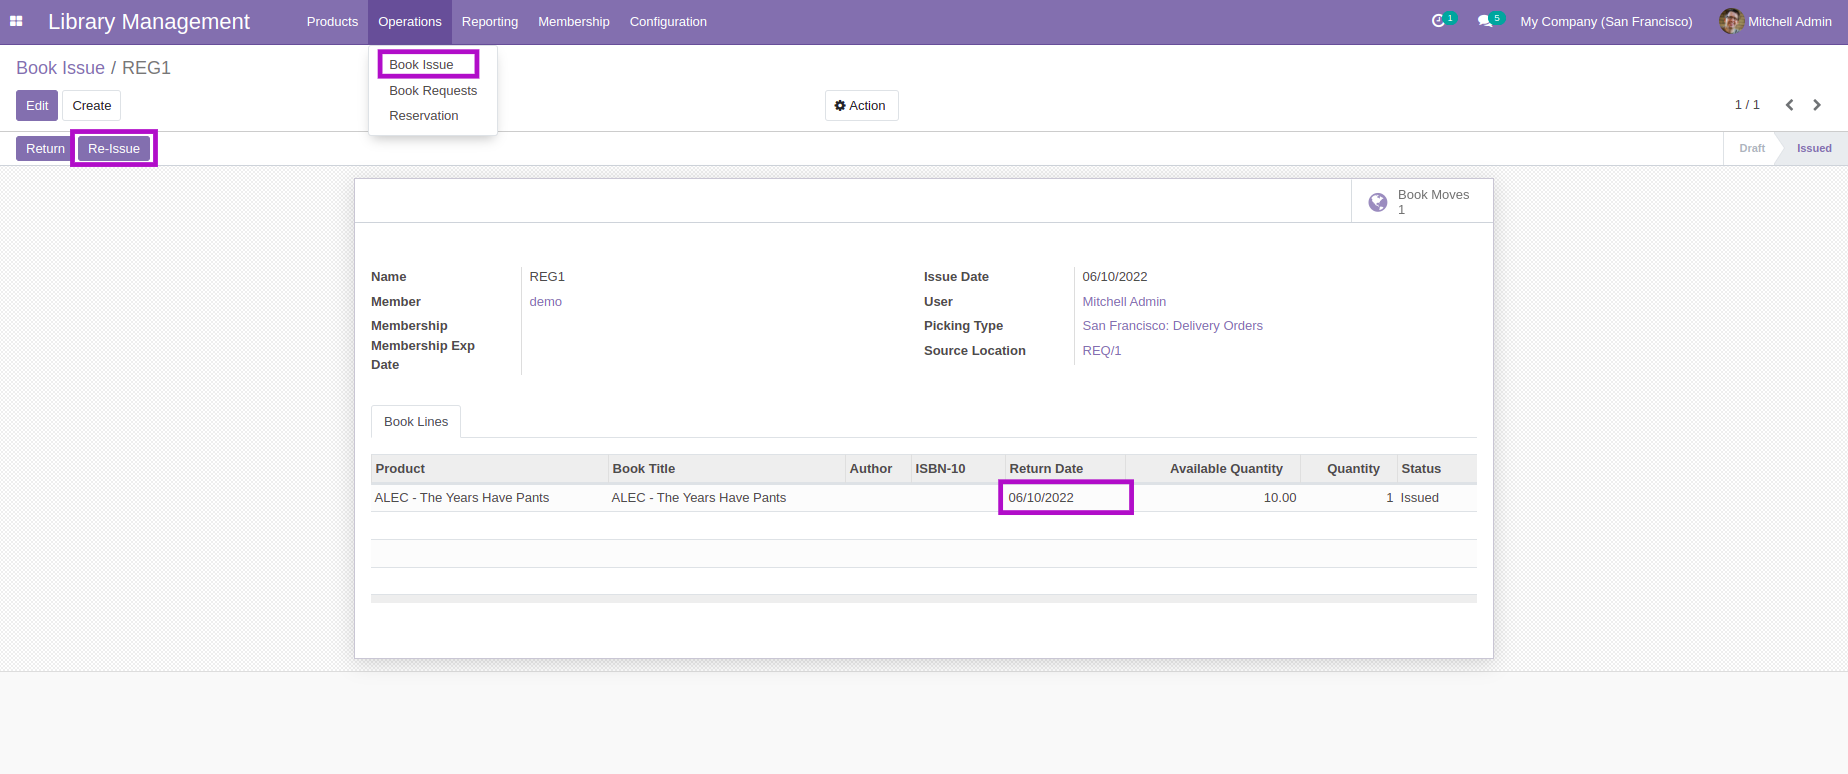 Library Management Products Operations Reporting Membership Configuration 1 5 My Company (San Francisco) Mitchell Admin
Book Issue
Book Requests
Reservation
Book Issue / REG1
Edit Create Action 1 / 1
Return Re-Issue Draft Issued
Book Moves
1
Name REG1
Member demo
Membership
Membership Exp
Date
Issue Date 06/10/2022
User Mitchell Admin
Picking Type San Francisco: Delivery Orders
Source Location REQ/1
Book Lines
Product Book Title Author ISBN-10 Return Date Available Quantity Quantity Status
ALEC - The Years Have Pants ALEC - The Years Have Pants 06/10/2022 10.00 1 Issued